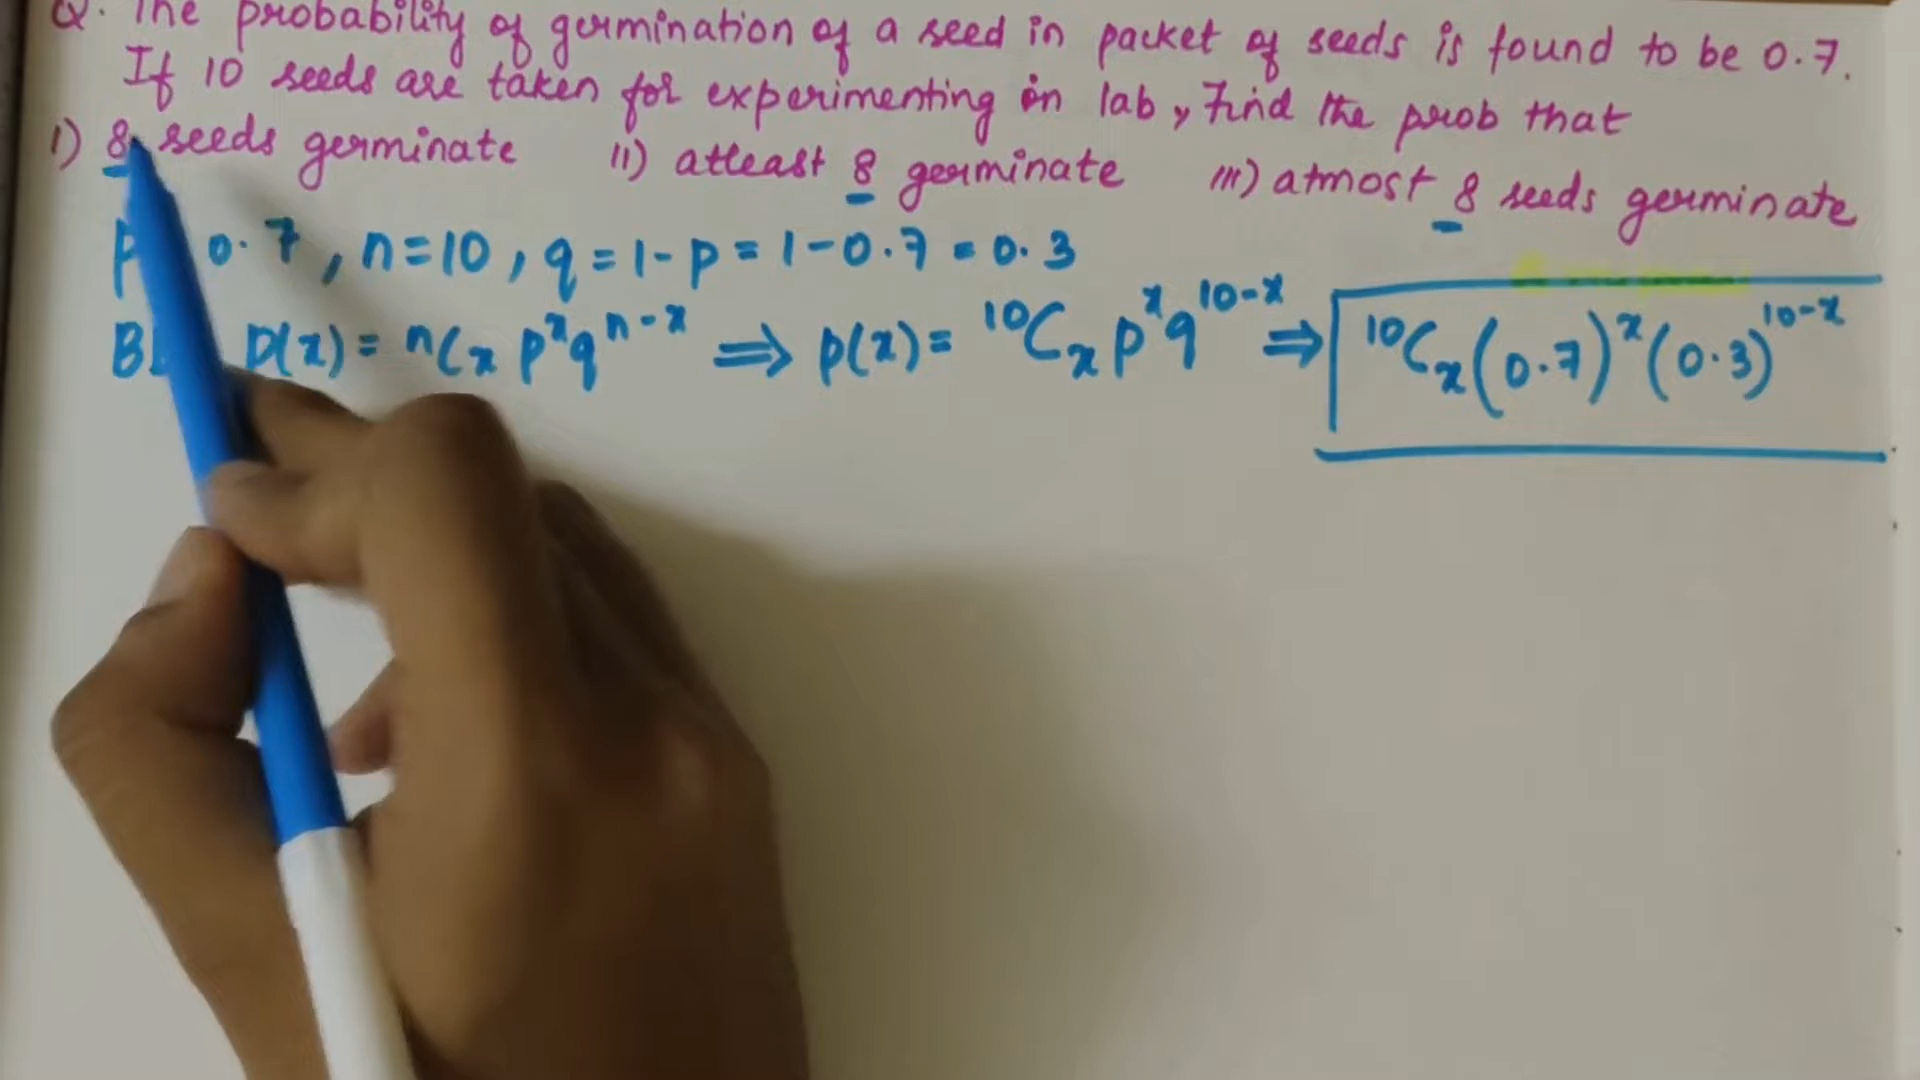 Q. The probability of germination of a seed in packet of seeds is found to be 0.7.
If 10 seeds are taken for experimenting in lab, Find the prob that
1) 8 seeds germinate 11) atleast 8 germinate 111) atmost 8 seeds germinate
P 0.7, n=10, q=1-p=1-0.7=0.3
B P(x)= nCx p^x q^n-x ⟹ p(x)= 10Cx p^x q^10-x ⟹ 10Cx (0.7)^x (0.3)^10-x